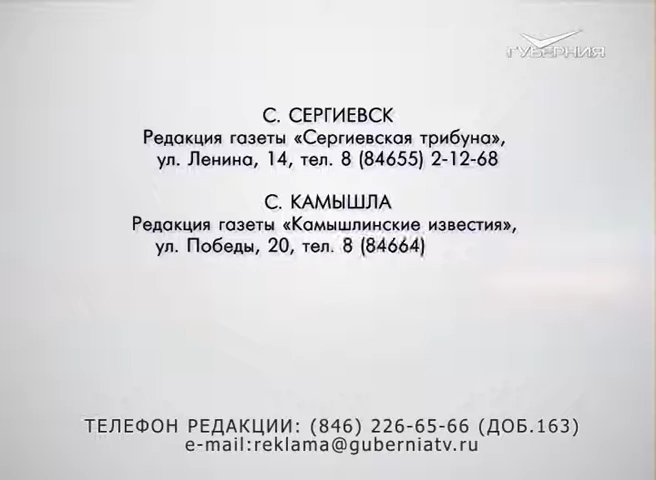 ГУБЕРНИЯ
С. СЕРГИЕВСК
Редакция газеты «Сергиевская трибуна»,
ул. Ленина, 14, тел. 8 (84655) 2-12-68
С. КАМЫШЛА
Редакция газеты «Камышлинские известия»,
ул. Победы, 20, тел. 8 (84664)
ТЕЛЕФОН РЕДАКЦИИ: (846) 226-65-66 (ДОБ.163)
e-mail:reklama@guberniatv.ru